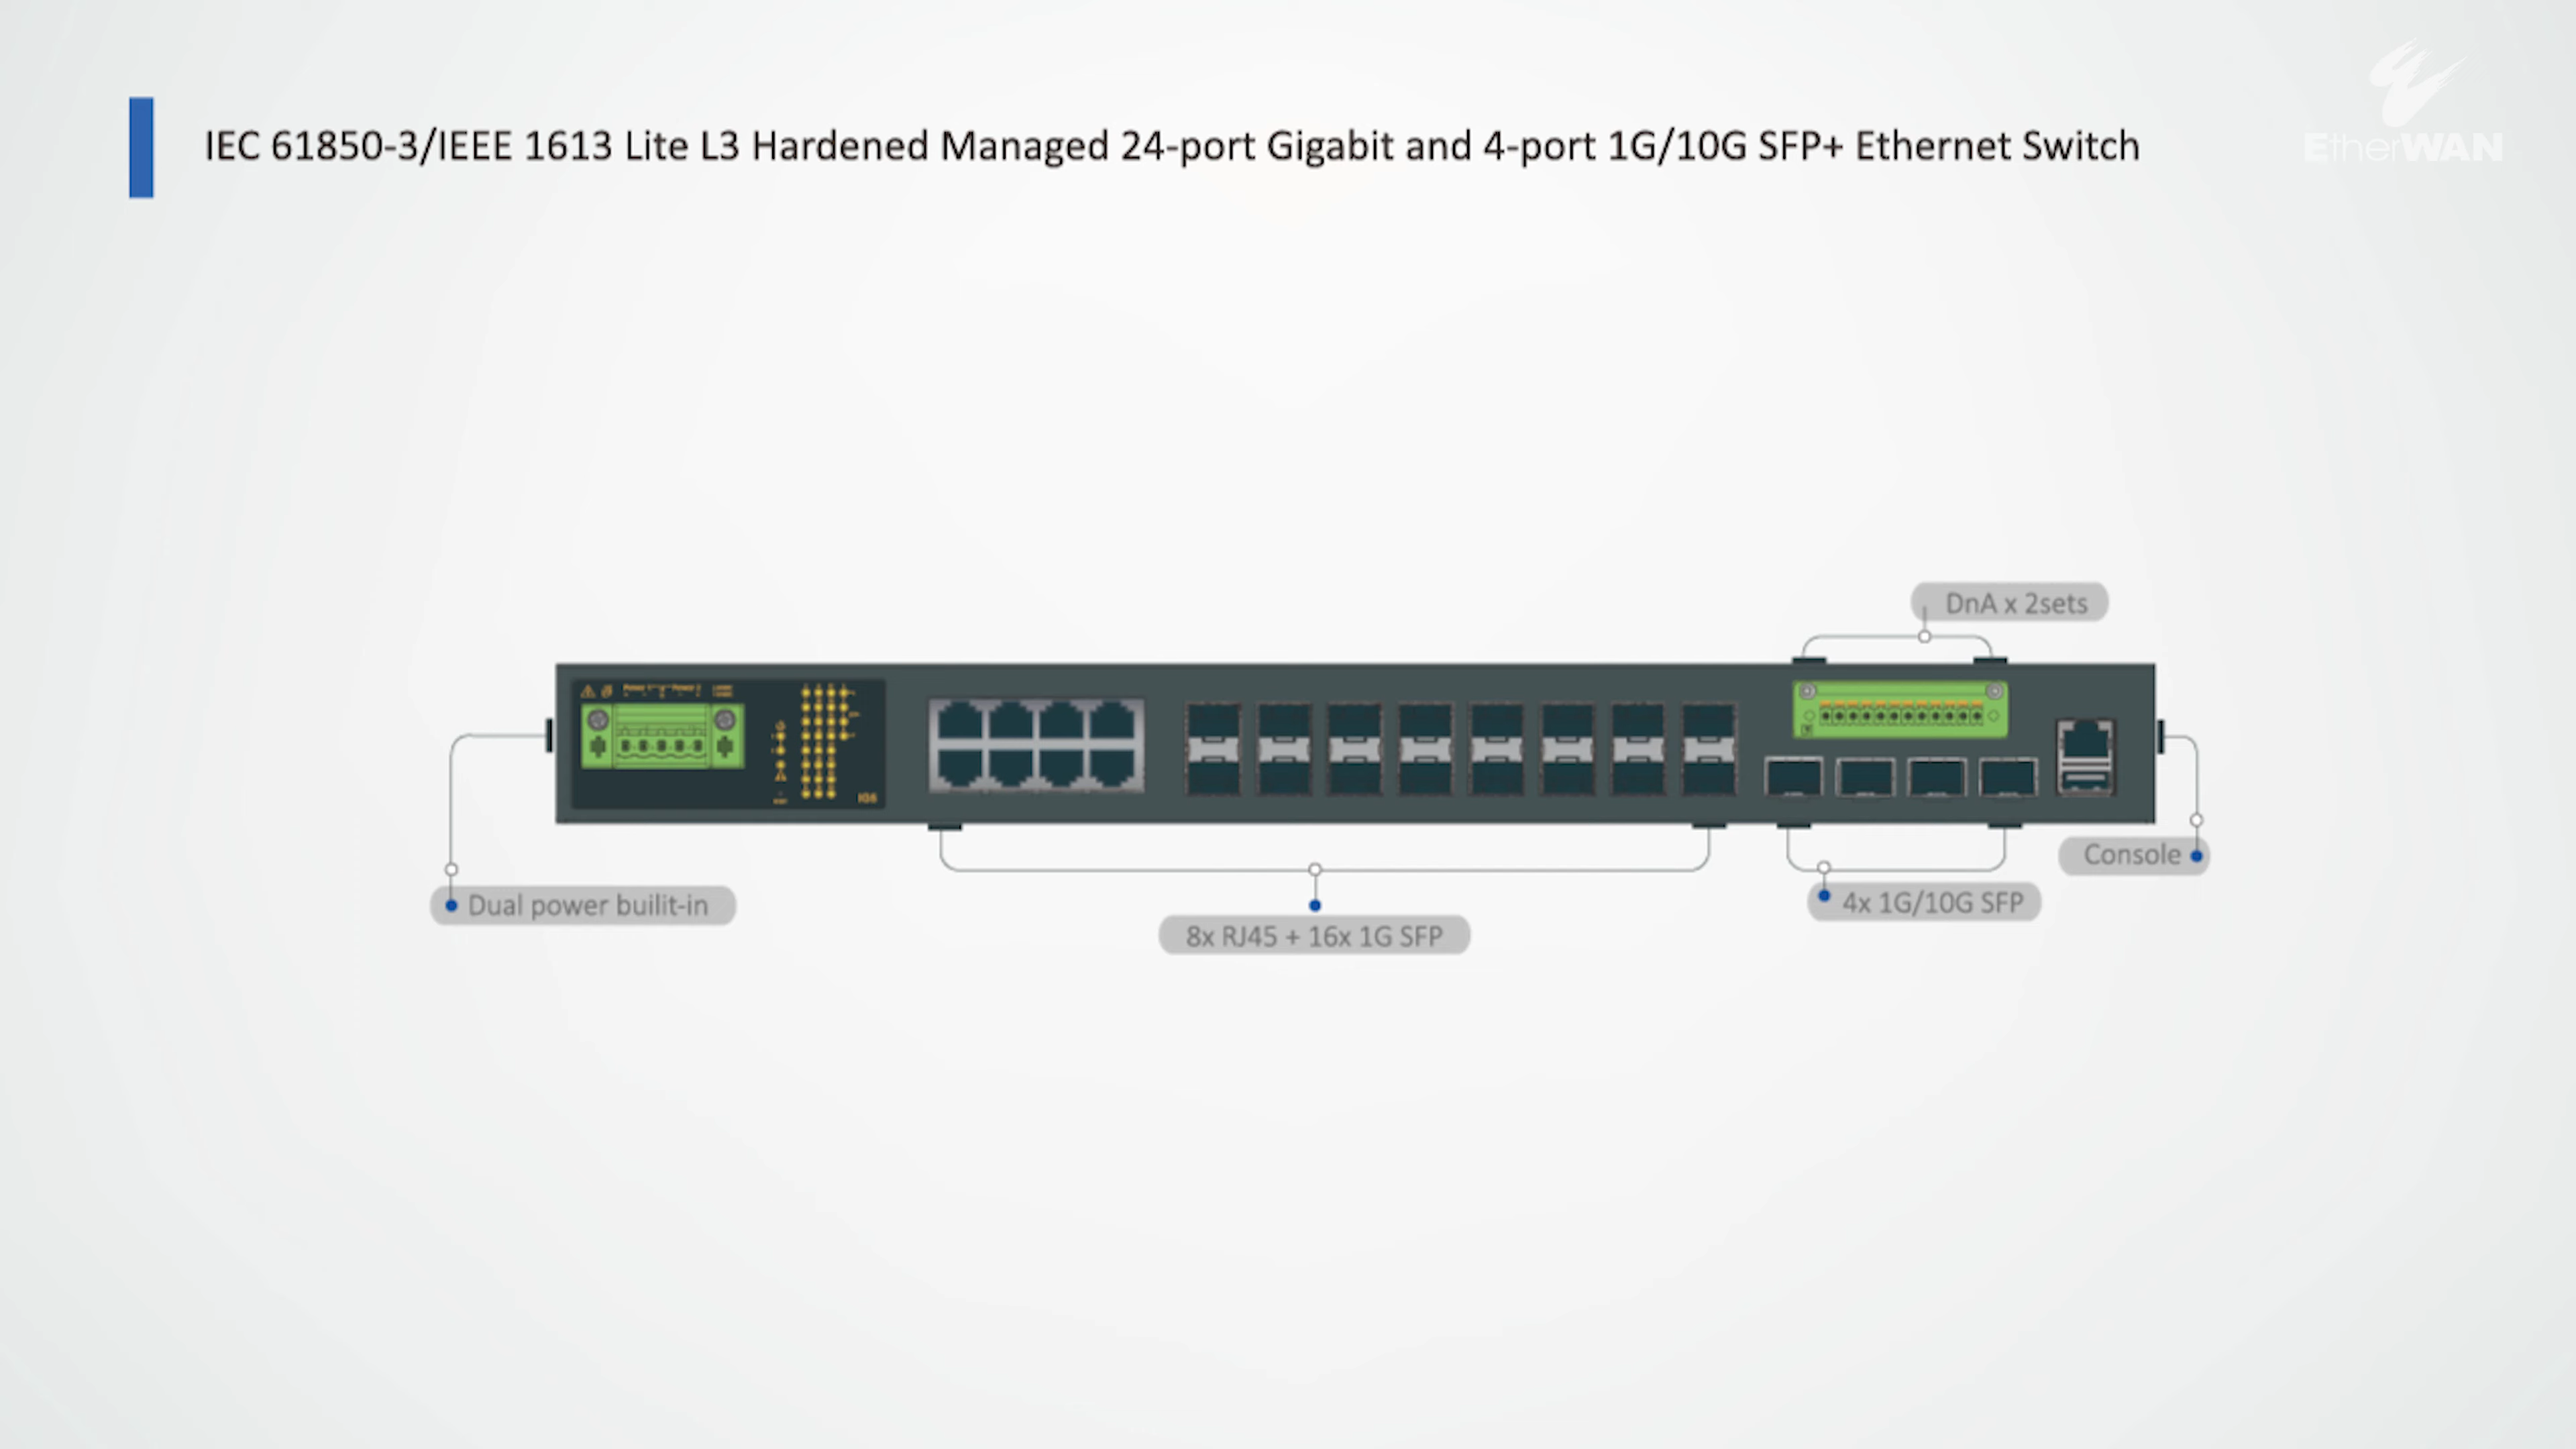 IEC 61850-3/IEEE 1613 Lite L3 Hardened Managed 24-port Gigabit and 4-port 1G/10G SFP+ Ethernet Switch
EtherWAN
DnA x 2sets
Console
Dual power builit-in
8x RJ45 + 16x 1G SFP
4x 1G/10G SFP